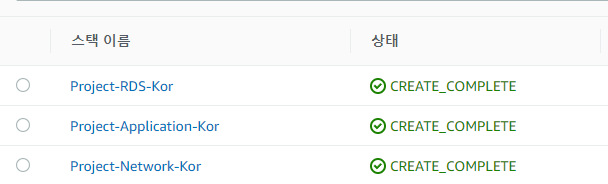 스택 이름 상태
Project-RDS-Kor CREATE_COMPLETE
Project-Application-Kor CREATE_COMPLETE
Project-Network-Kor CREATE_COMPLETE